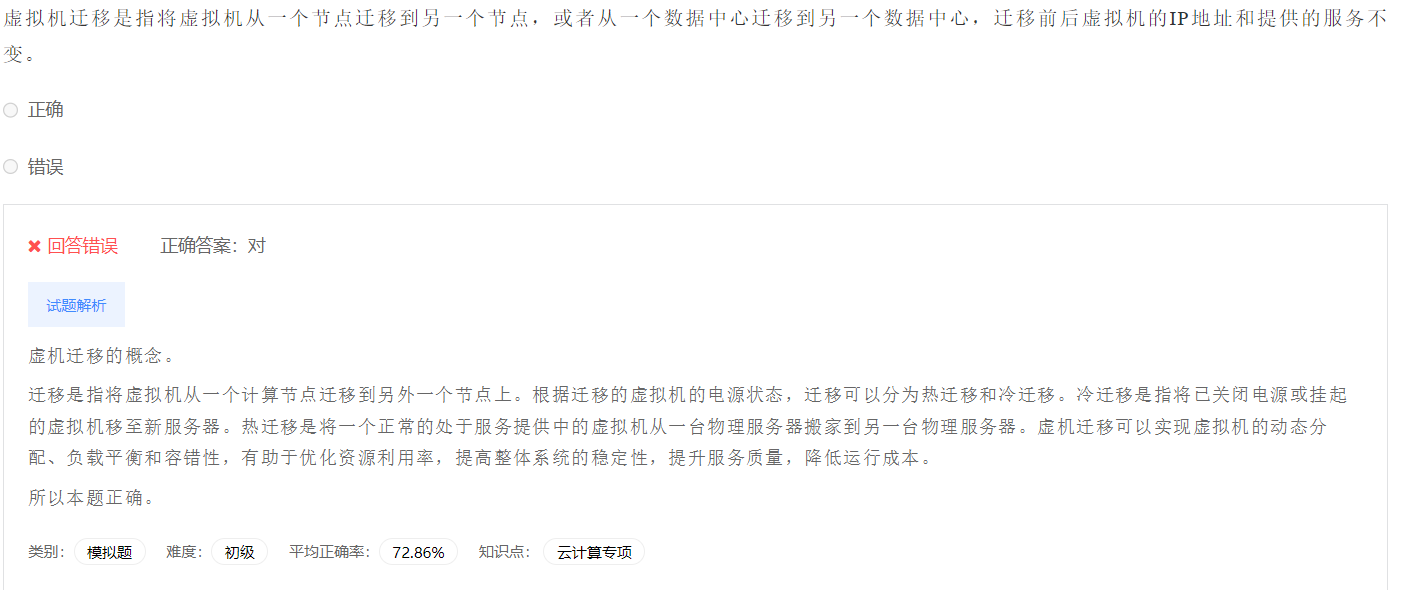 虚拟机迁移是指将虚拟机从一个节点迁移到另一个节点，或者从一个数据中心迁移到另一个数据中心，迁移前后虚拟机的IP地址和提供的服务不
变。
正确
错误
回答错误 正确答案：对
试题解析
虚机迁移的概念。
迁移是指将虚拟机从一个计算节点迁移到另外一个节点上。根据迁移的虚拟机的电源状态，迁移可以分为热迁移和冷迁移。冷迁移是指将已关闭电源或挂起
的虚拟机移至新服务器。热迁移是将一个正常的处于服务提供中的虚拟机从一台物理服务器搬家到另一台物理服务器。虚机迁移可以实现虚拟机的动态分
配、负载平衡和容错性，有助于优化资源利用率，提高整体系统的稳定性，提升服务质量，降低运行成本。
所以本题正确。
类别： 模拟题 难度： 初级 平均正确率： 72.86% 知识点： 云计算专项